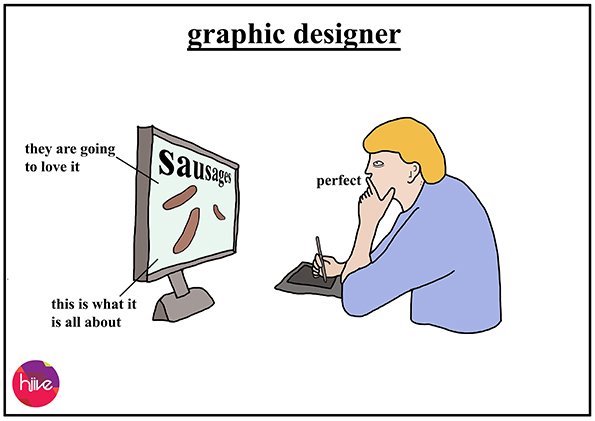 graphic designer
they are going
to love it
sausages
perfect
this is what it
is all about
hiive